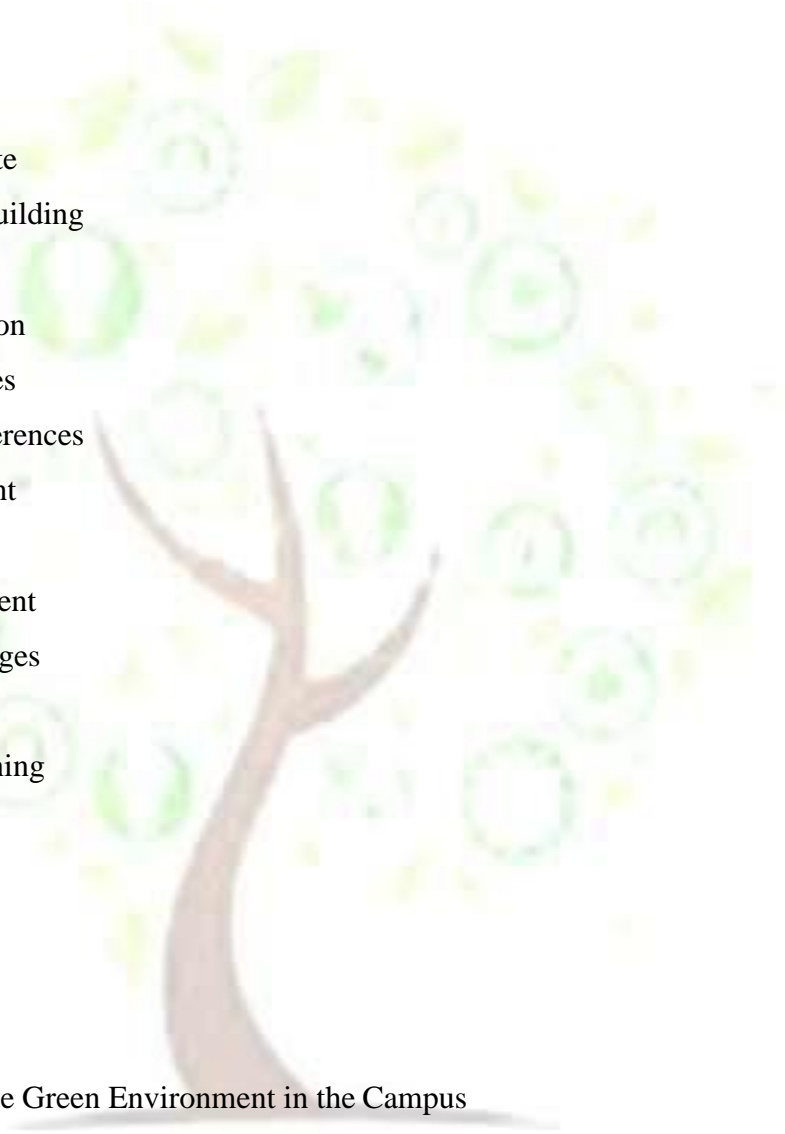 te
uilding
on
es
erences
nt
ent
ges
ning
e Green Environment in the Campus